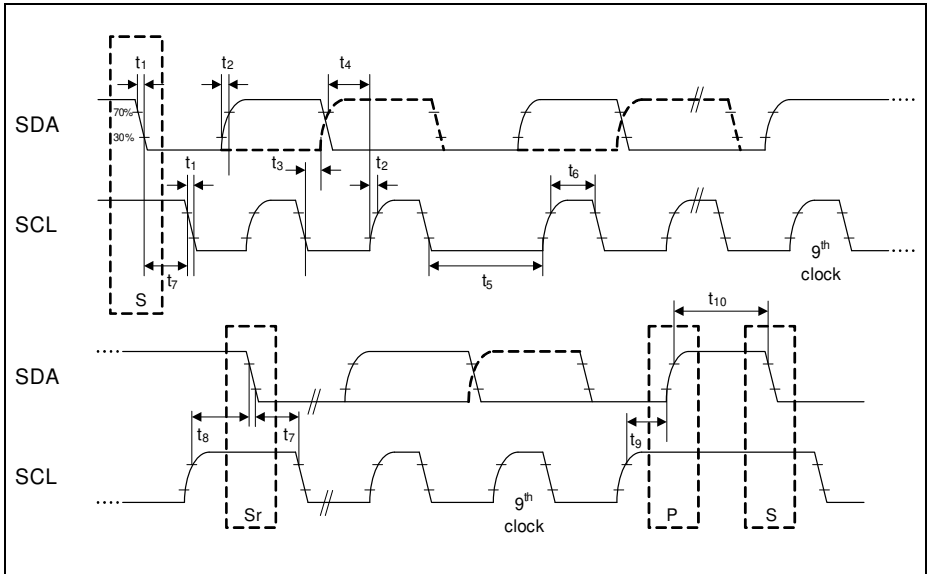 t1 t2 t4
SDA 70%
30%
t1 t3 t2 t6
SCL
t7 t5 9th
clock
S
t10
SDA
t8 t7 t9
SCL
Sr 9th
clock P S